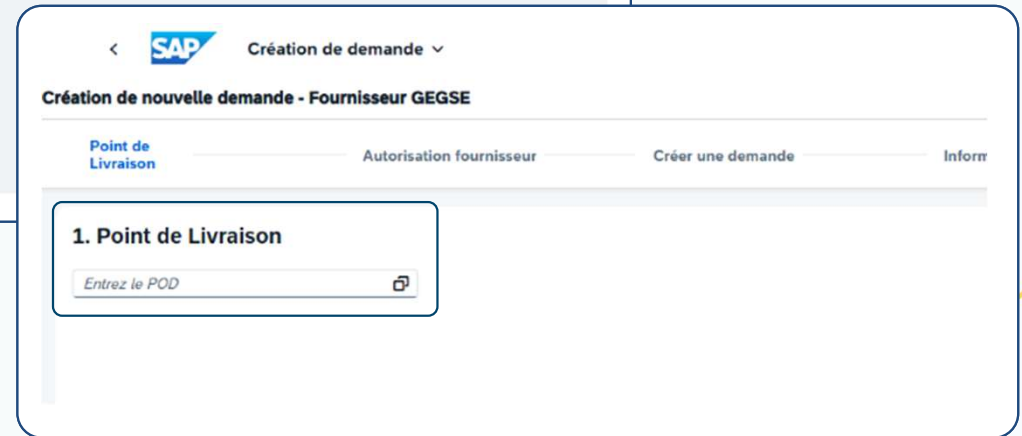 SAP Création de demande
Création de nouvelle demande - Fournisseur GEGSE
Point de
Livraison
Autorisation fournisseur
Créer une demande
Inform
1. Point de Livraison
Entrez le POD